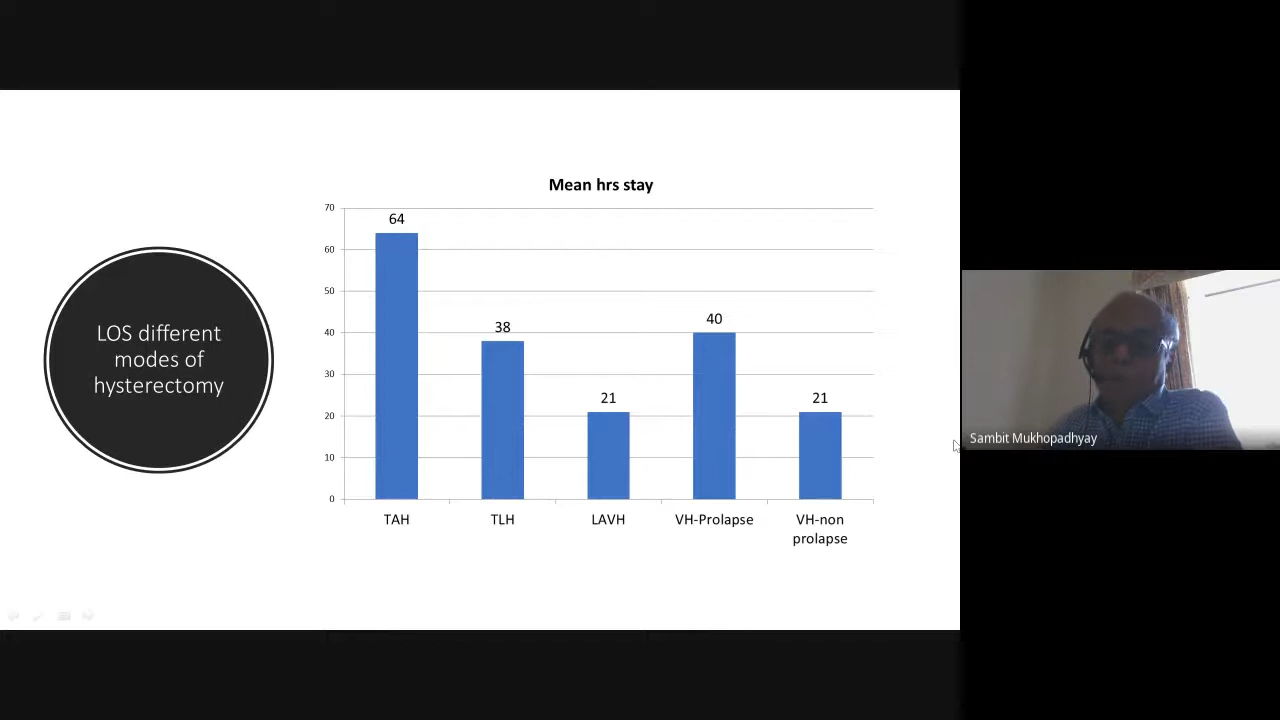 Mean hrs stay
70
60
50
40
30
20
10
0
64
38
21
40
21
TAH
TLH
LAVH
VH-Prolapse
VH-non
prolapse
LOS different
modes of
hysterectomy
Sambit Mukhopadhyay